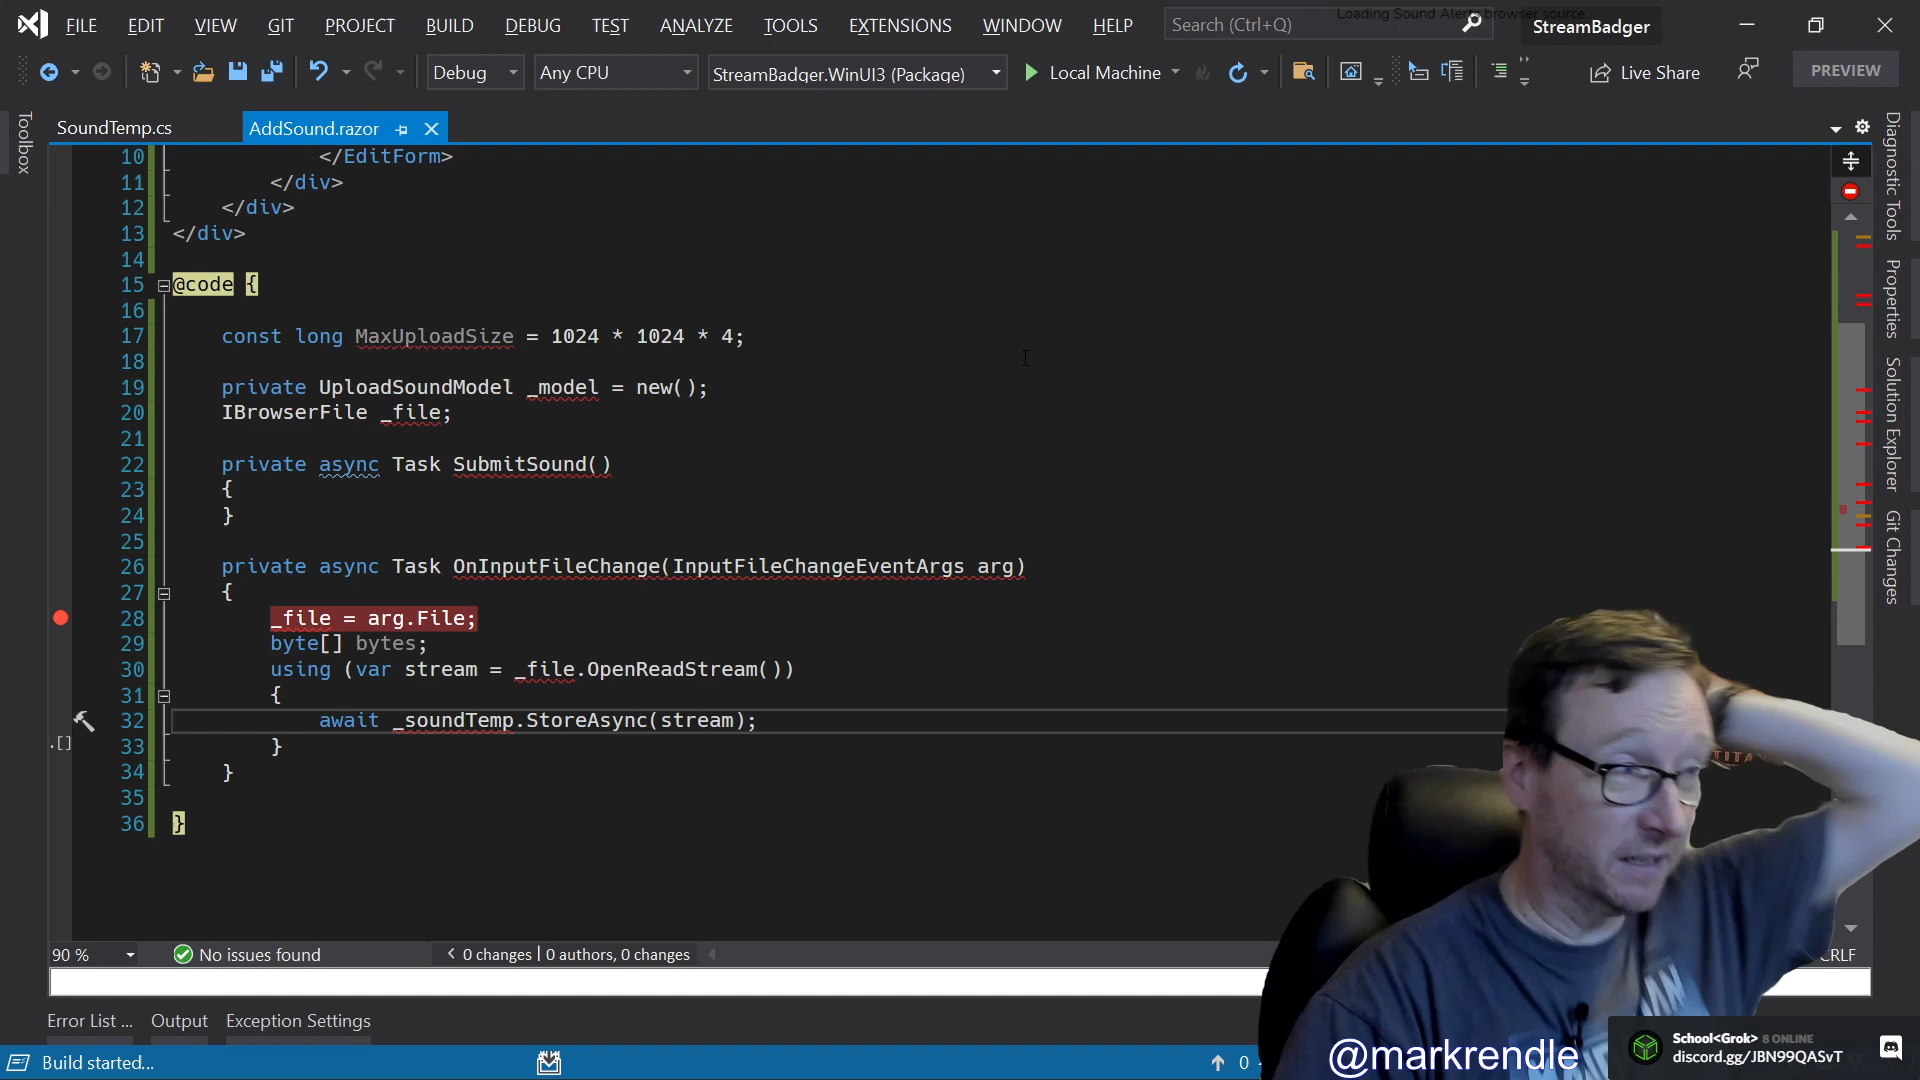 FILE EDIT VIEW GIT PROJECT BUILD DEBUG TEST ANALYZE TOOLS EXTENSIONS WINDOW HELP Search (Ctrl+Q) StreamBadger
Loading Sound Alerts browser source...
Debug Any CPU StreamBadger.WinUI3 (Package) Local Machine Live Share PREVIEW
Toolbox
SoundTemp.cs AddSound.razor
10 </EditForm>
11 </div>
12 </div>
13 </div>
14
15 @code {
16
17 const long MaxUploadSize = 1024 * 1024 * 4;
18
19 private UploadSoundModel _model = new();
20 IBrowserFile _file;
21
22 private async Task SubmitSound()
23 {
24 }
25
26 private async Task OnInputFileChange(InputFileChangeEventArgs arg)
27 {
28 _file = arg.File;
29 byte[] bytes;
30 using (var stream = _file.OpenReadStream())
31 {
32 await _soundTemp.StoreAsync(stream);
33 }
34 }
35
36 }
Diagnostic Tools
Properties
Solution Explorer
Git Changes
90 % No issues found 0 changes | 0 authors, 0 changes CRLF
Error List ... Output Exception Settings
Build started... 0
@markrendle
School<Grok> 8 ONLINE
discord.gg/JBN99QASvT